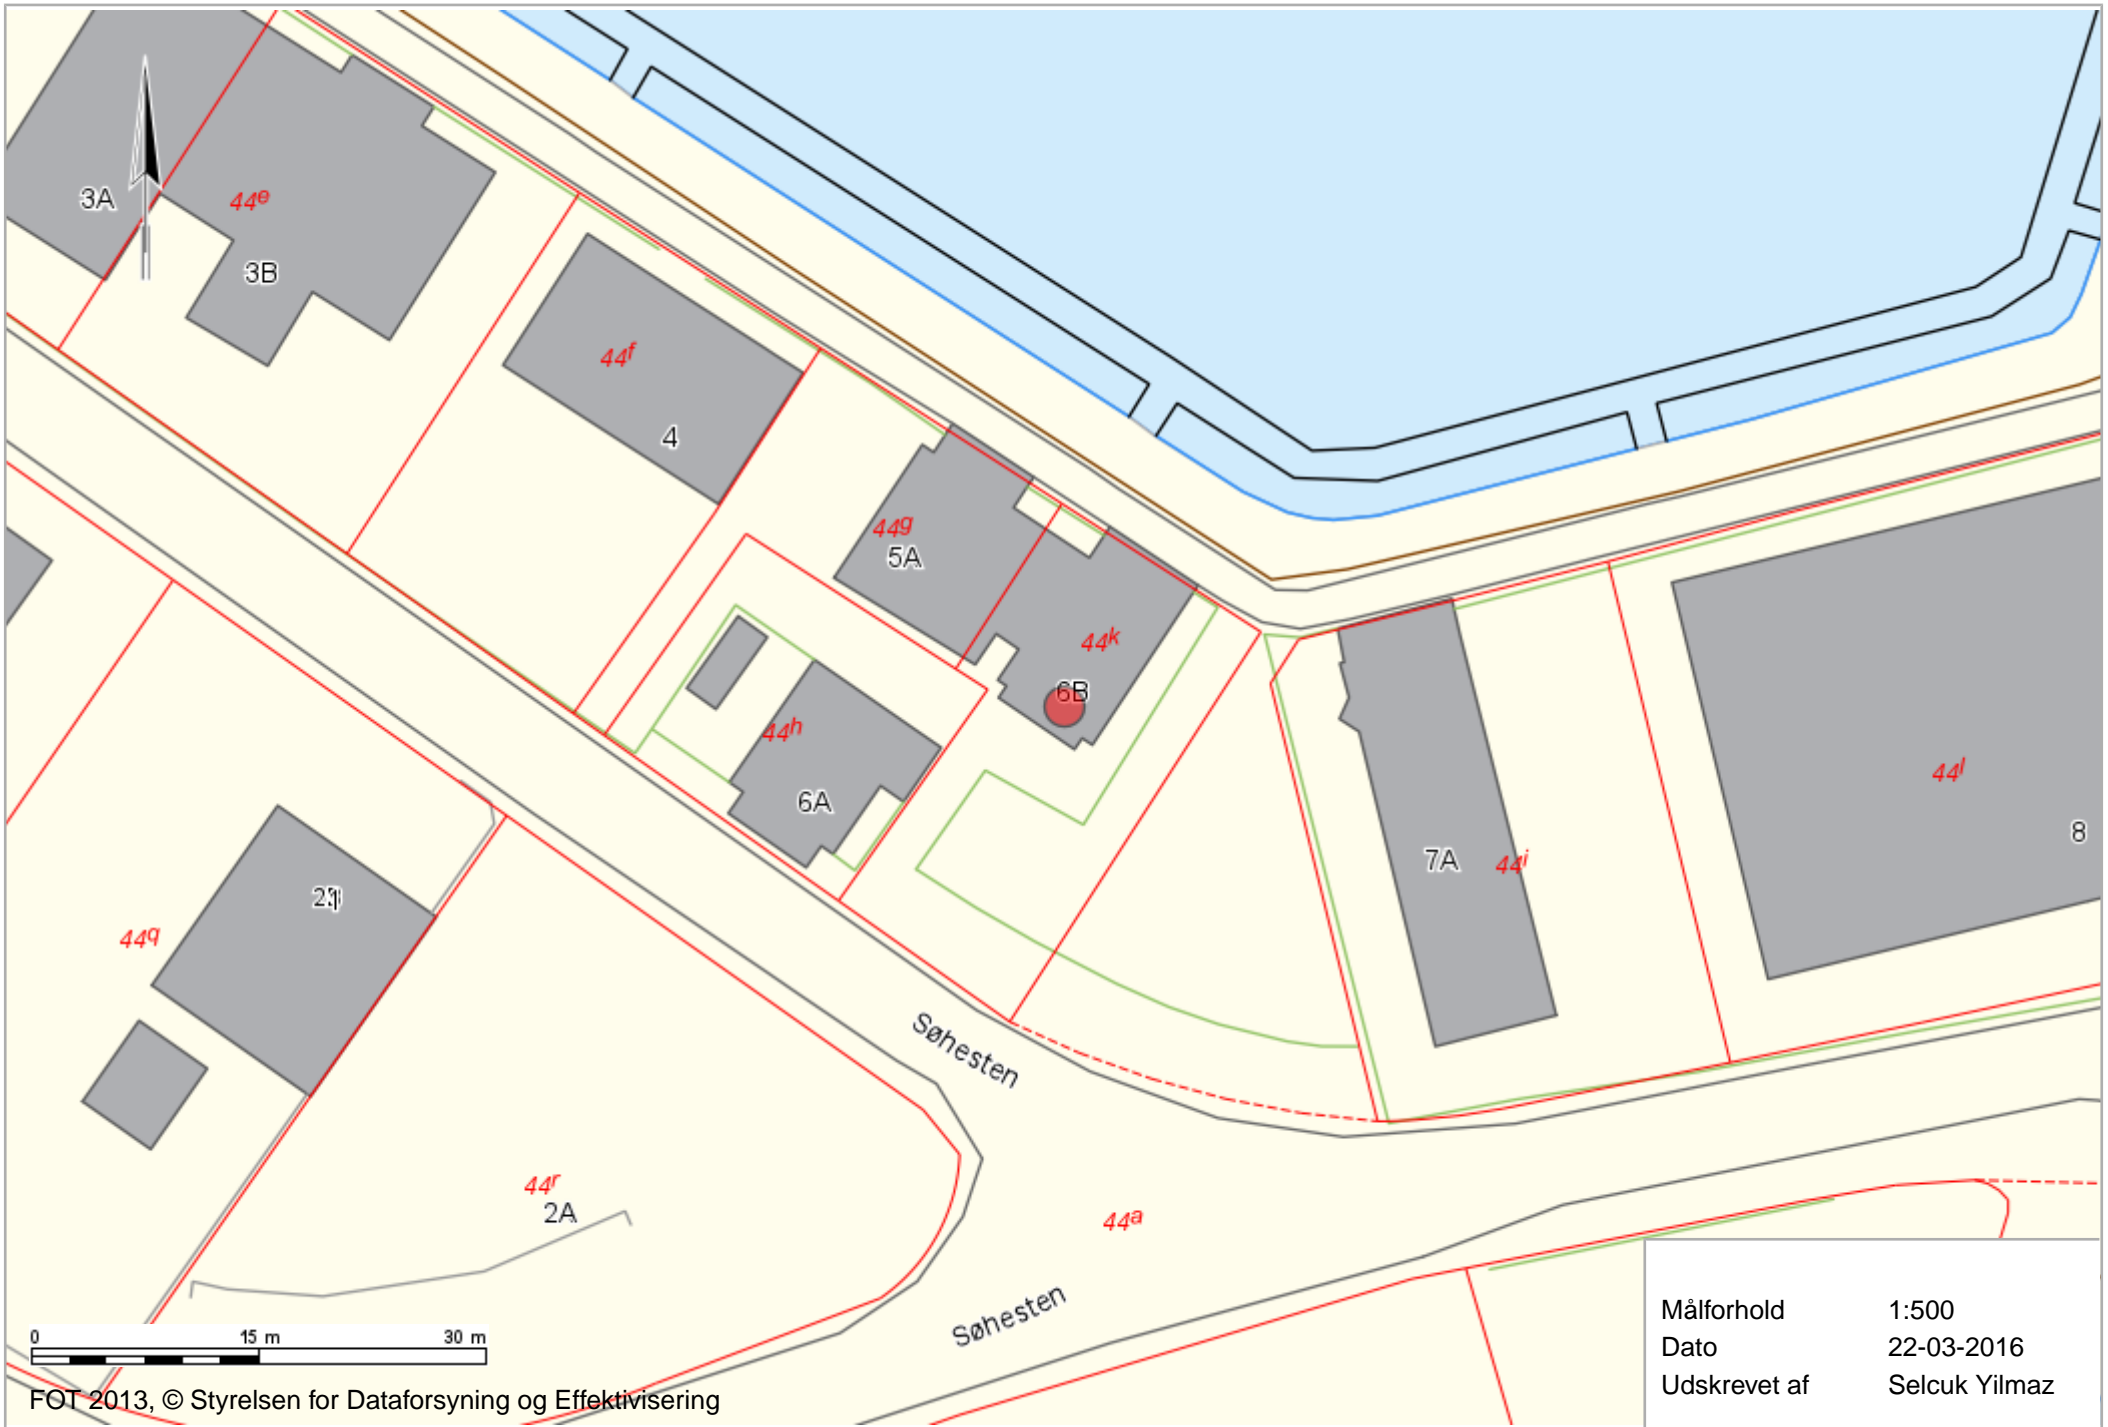 3A
44e
3B
44f
4
44g
5A
44k
6B
44h
6A
44l
8
7A
44i
44q
Søhesten
44r
2A
44a
Søhesten
0 15 m 30 m
FOT 2013, © Styrelsen for Dataforsyning og Effektivisering
Målforhold 1:500
Dato 22-03-2016
Udskrevet af Selcuk Yilmaz